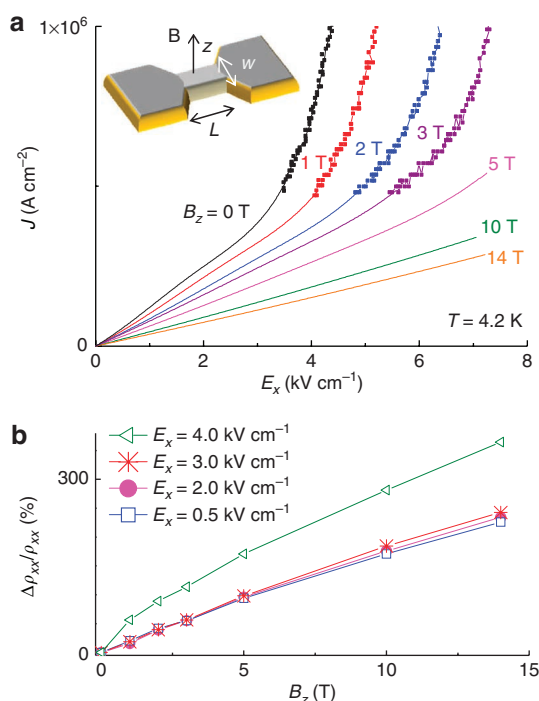 a
1×10⁶
B
z
w
L
1 T
2 T
3 T
5 T
B_z = 0 T
10 T
14 T
J (A cm⁻²)
T = 4.2 K
0
0 2 4 6 8
E_x (kV cm⁻¹)
b
E_x = 4.0 kV cm⁻¹
E_x = 3.0 kV cm⁻¹
E_x = 2.0 kV cm⁻¹
E_x = 0.5 kV cm⁻¹
300
Δρ_xx/ρ_xx (%)
0
0 5 10 15
B_z (T)